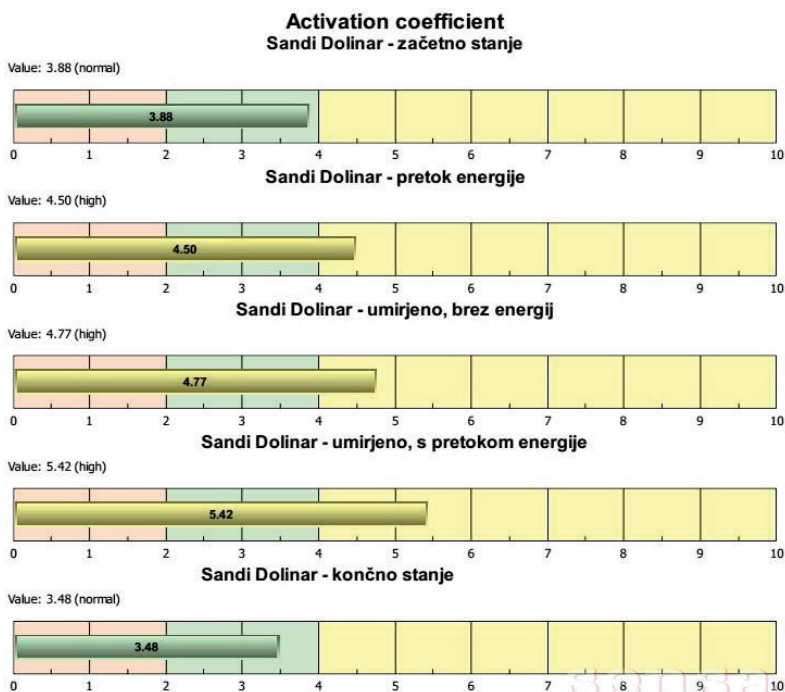 Activation coefficient
Sandi Dolinar - začetno stanje
Value: 3.88 (normal)
3.88
0 1 2 3 4 5 6 7 8 9 10
Sandi Dolinar - pretok energije
Value: 4.50 (high)
4.50
0 1 2 3 4 5 6 7 8 9 10
Sandi Dolinar - umirjeno, brez energij
Value: 4.77 (high)
4.77
0 1 2 3 4 5 6 7 8 9 10
Sandi Dolinar - umirjeno, s pretokom energije
Value: 5.42 (high)
5.42
0 1 2 3 4 5 6 7 8 9 10
Sandi Dolinar - končno stanje
Value: 3.48 (normal)
3.48
0 1 2 3 4 5 6 7 8 9 10